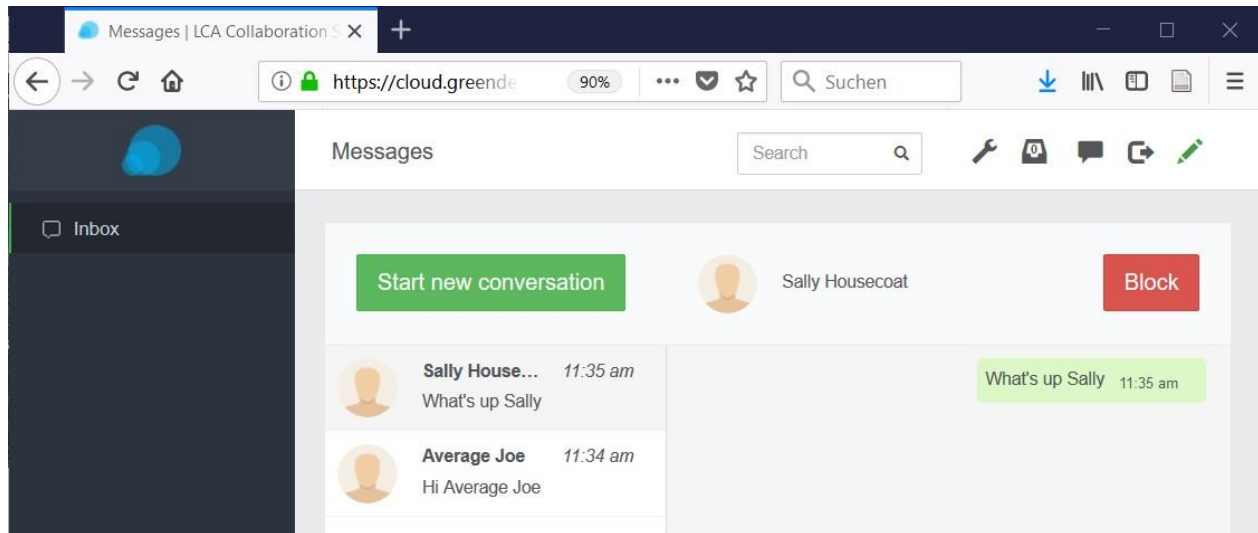 Messages | LCA Collaboration S
https://cloud.greende 90% Suchen
Messages Search 0
Inbox
Start new conversation Sally Housecoat Block
Sally House... 11:35 am
What's up Sally
What's up Sally 11:35 am
Average Joe 11:34 am
Hi Average Joe